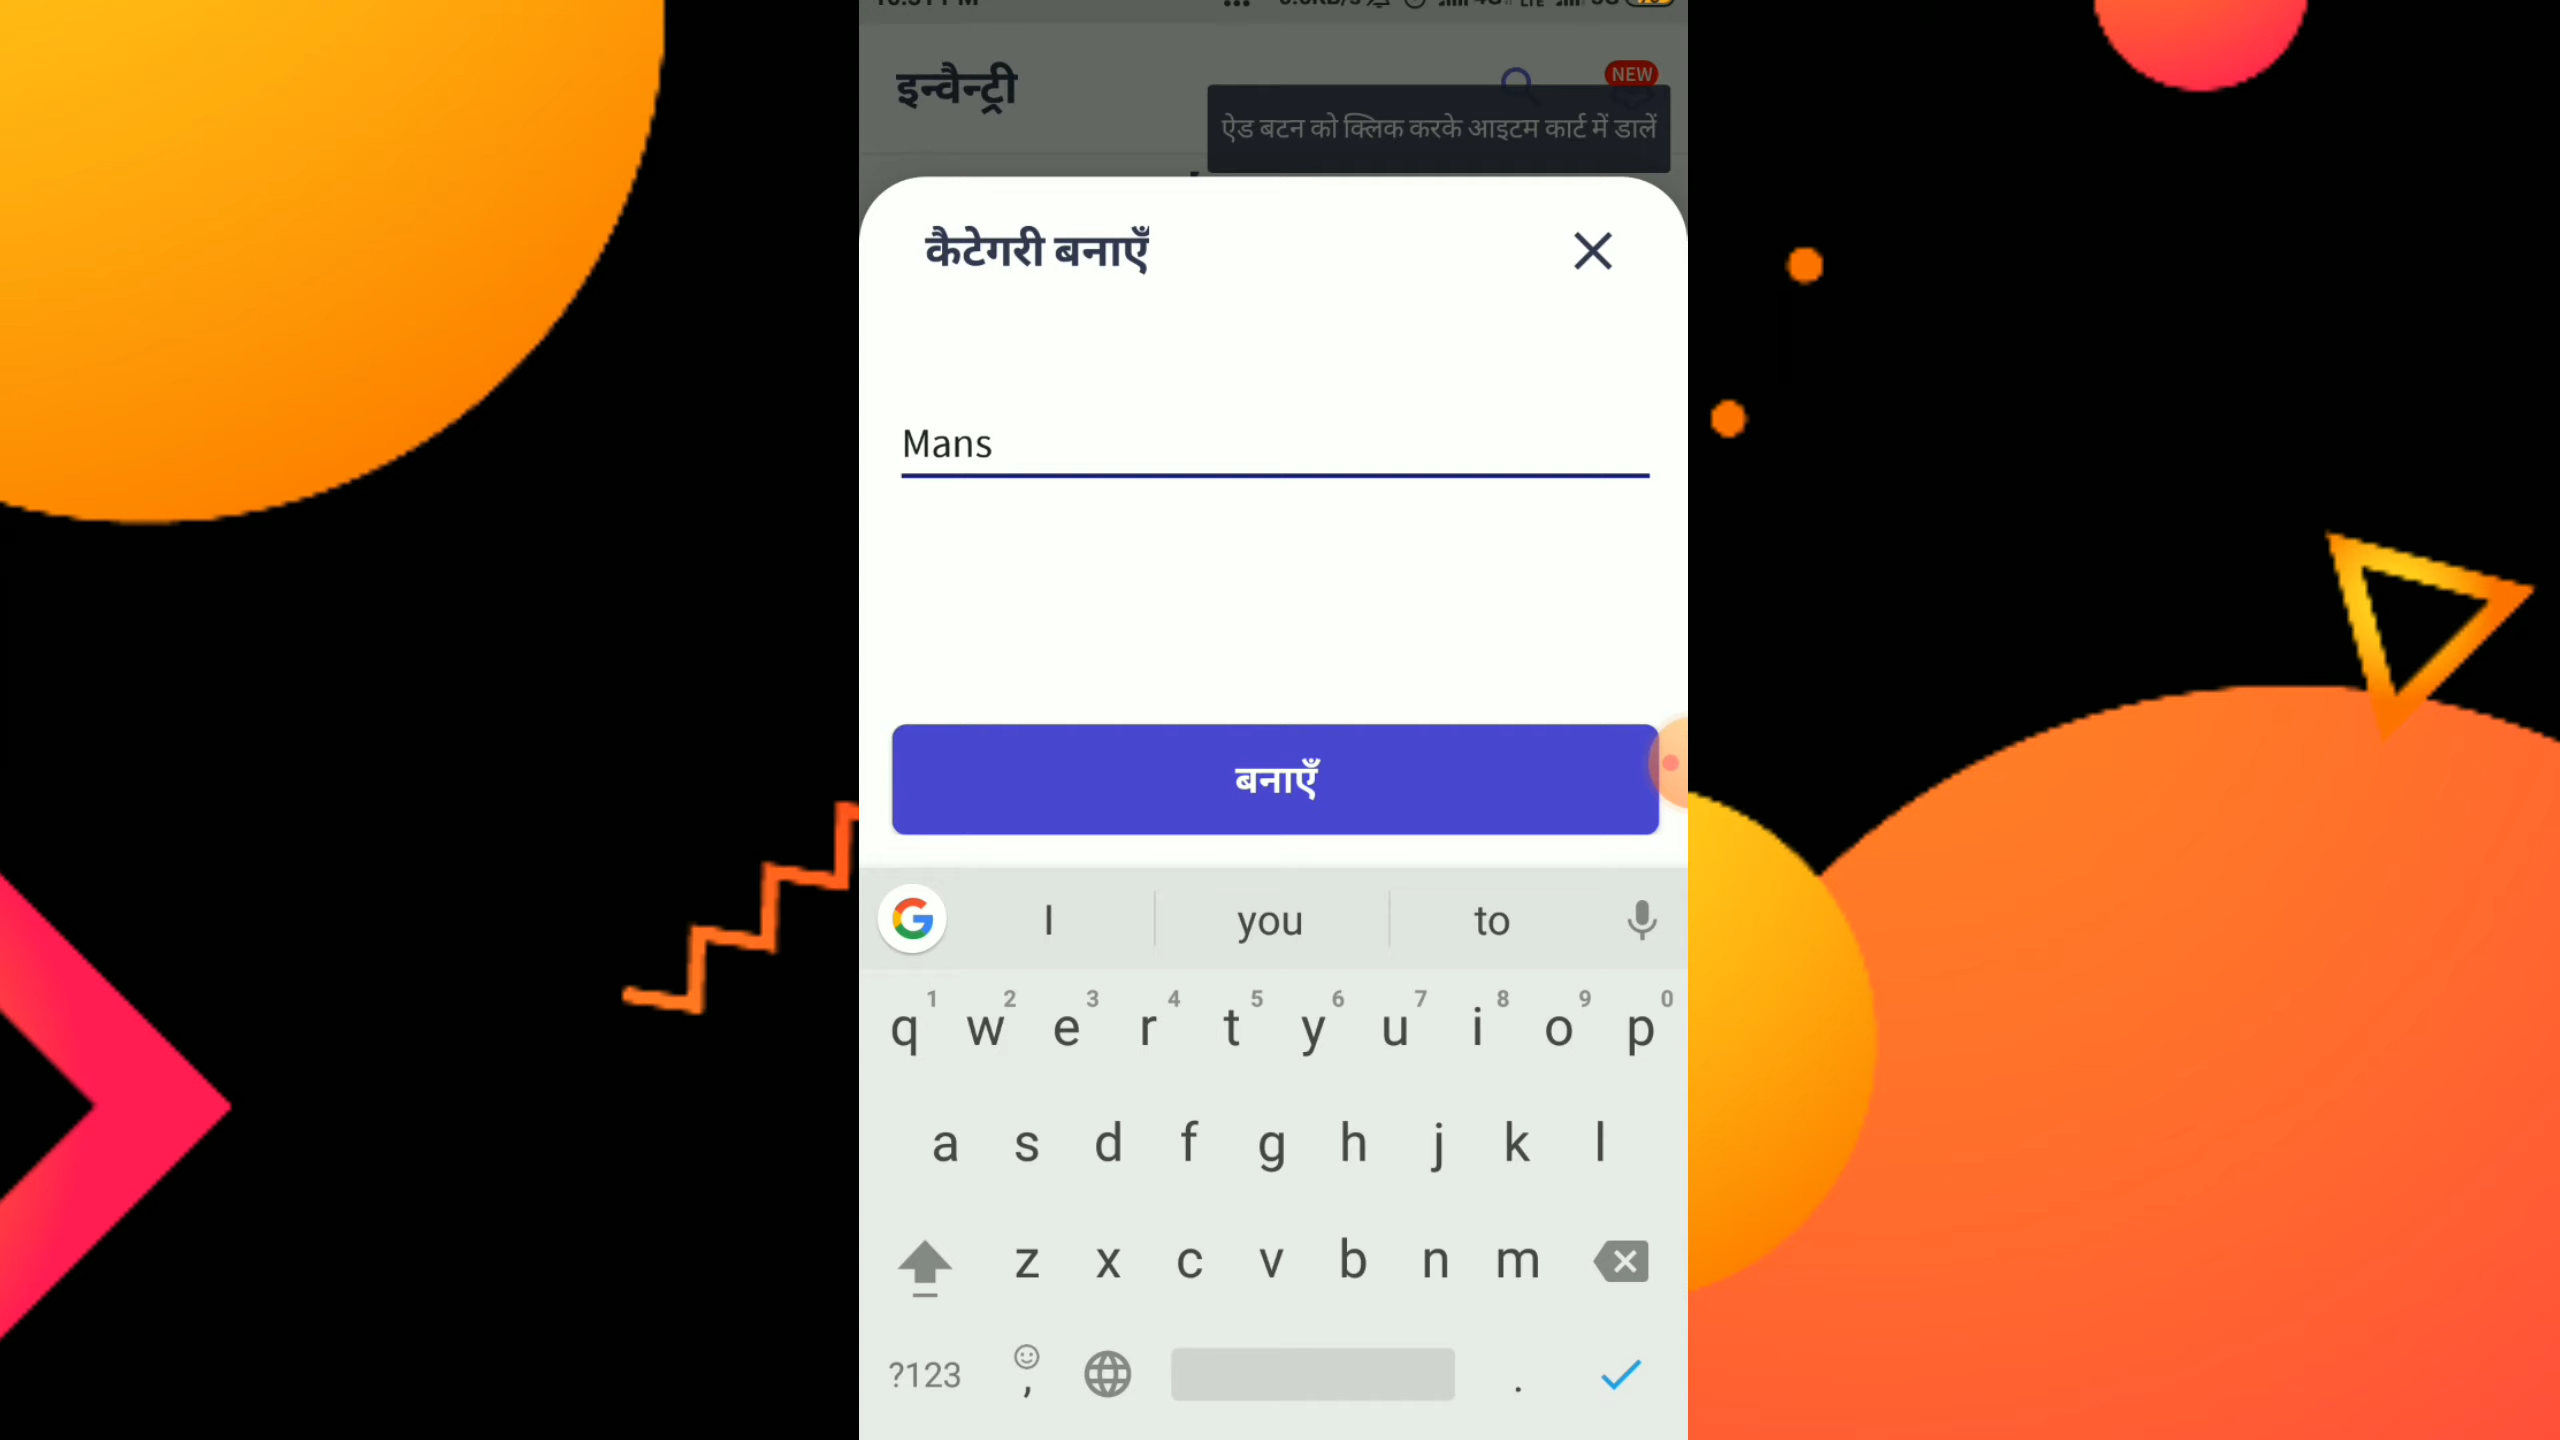 इन्वैन्ट्री
NEW
ऐड बटन को क्लिक करके आइटम कार्ट में डालें
कैटेगरी बनाएँ
Mans
बनाएँ
G I you to
1 2 3 4 5 6 7 8 9 0
q w e r t y u i o p
a s d f g h j k l
z x c v b n m
?123 , .